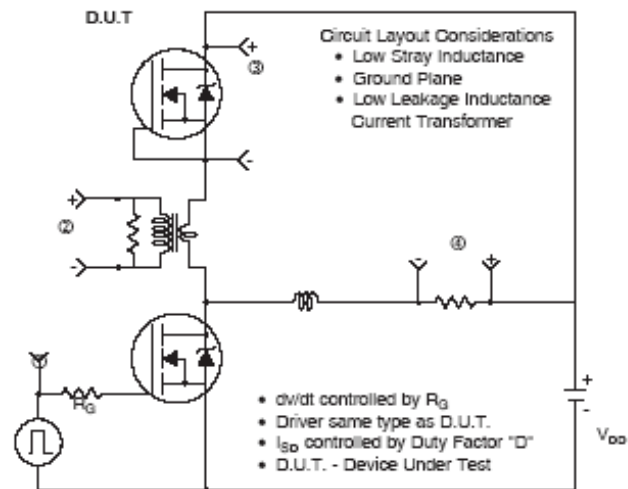 D.U.T
+
③
-
Circuit Layout Considerations
• Low Stray Inductance
• Ground Plane
• Low Leakage Inductance
Current Transformer
+
②
-
④
-
+
RG
• dv/dt controlled by RG
• Driver same type as D.U.T.
• ISD controlled by Duty Factor "D"
• D.U.T. - Device Under Test
+
-
VDD